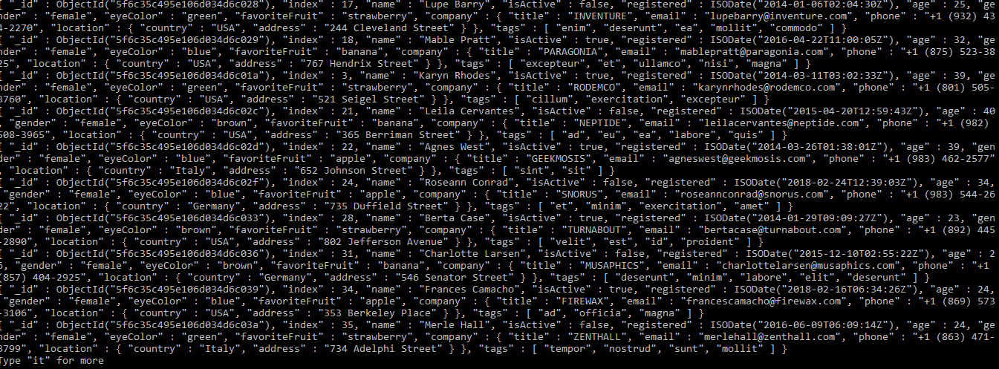 [ "_id" : ObjectId("5f6c35c495e106d034d6c028"), "index" : 17, "name" : "Lupe Barry", "isActive" : false, "registered" : ISODate("2014-01-06T02:04:30Z"), "age" : 25, "ge
nder" : "female", "eyeColor" : "green", "favoriteFruit" : "strawberry", "company" : { "title" : "INVENTURE", "email" : "lupebarry@inventure.com", "phone" : "+1 (932) 43
4-2270", "location" : { "country" : "USA", "address" : "244 Cleveland Street" } }, "tags" : [ "enim", "deserunt", "ea", "mollit", "commodo" ] }
{ "_id" : ObjectId("5f6c35c495e106d034d6c029"), "index" : 18, "name" : "Mable Pratt", "isActive" : true, "registered" : ISODate("2016-04-22T11:00:05Z"), "age" : 32, "ge
nder" : "female", "eyeColor" : "blue", "favoriteFruit" : "banana", "company" : { "title" : "PARAGONIA", "email" : "mablepratt@paragonia.com", "phone" : "+1 (875) 523-38
25", "location" : { "country" : "USA", "address" : "767 Hendrix Street" } }, "tags" : [ "excepteur", "et", "ullamco", "nisi", "magna" ] }
{ "_id" : ObjectId("5f6c35c495e106d034d6c01a"), "index" : 3, "name" : "Karyn Rhodes", "isActive" : true, "registered" : ISODate("2014-03-11T03:02:33Z"), "age" : 39, "ge
nder" : "female", "eyeColor" : "green", "favoriteFruit" : "strawberry", "company" : { "title" : "RODEMCO", "email" : "karynrhodes@rodemco.com", "phone" : "+1 (801) 505-
3760", "location" : { "country" : "USA", "address" : "521 Seigel Street" } }, "tags" : [ "cillum", "exercitation", "excepteur" ] }
{ "_id" : ObjectId("5f6c35c495e106d034d6c02c"), "index" : 21, "name" : "Leila Cervantes", "isActive" : false, "registered" : ISODate("2015-04-20T12:59:43Z"), "age" : 40
, "gender" : "female", "eyeColor" : "brown", "favoriteFruit" : "banana", "company" : { "title" : "NEPTIDE", "email" : "leilacervantes@neptide.com", "phone" : "+1 (982)
508-3965", "location" : { "country" : "USA", "address" : "365 Berriman Street" } }, "tags" : [ "ad", "eu", "ea", "labore", "quis" ] }
{ "_id" : ObjectId("5f6c35c495e106d034d6c02d"), "index" : 22, "name" : "Agnes West", "isActive" : true, "registered" : ISODate("2014-03-26T01:38:01Z"), "age" : 39, "gen
der" : "female", "eyeColor" : "blue", "favoriteFruit" : "apple", "company" : { "title" : "GEEKMOSIS", "email" : "agneswest@geekmosis.com", "phone" : "+1 (983) 462-2577"
, "location" : { "country" : "Italy", "address" : "652 Johnson Street" } }, "tags" : [ "sint", "sit" ] }
{ "_id" : ObjectId("5f6c35c495e106d034d6c02f"), "index" : 24, "name" : "Roseann Conrad", "isActive" : false, "registered" : ISODate("2018-02-24T12:39:03Z"), "age" : 34,
"gender" : "female", "eyeColor" : "green", "favoriteFruit" : "apple", "company" : { "title" : "SNORUS", "email" : "roseannconrad@snorus.com", "phone" : "+1 (983) 544-26
22", "location" : { "country" : "Germany", "address" : "735 Duffield Street" } }, "tags" : [ "et", "minim", "exercitation", "amet" ] }
{ "_id" : ObjectId("5f6c35c495e106d034d6c033"), "index" : 28, "name" : "Berta Case", "isActive" : true, "registered" : ISODate("2014-01-29T09:09:27Z"), "age" : 23, "gen
der" : "female", "eyeColor" : "brown", "favoriteFruit" : "strawberry", "company" : { "title" : "TURNABOUT", "email" : "bertacase@turnabout.com", "phone" : "+1 (892) 445
-2890", "location" : { "country" : "USA", "address" : "802 Jefferson Avenue" } }, "tags" : [ "velit", "est", "id", "proident" ] }
{ "_id" : ObjectId("5f6c35c495e106d034d6c036"), "index" : 31, "name" : "Charlotte Larsen", "isActive" : false, "registered" : ISODate("2015-12-10T02:55:22Z"), "age" : 2
6, "gender" : "female", "eyeColor" : "brown", "favoriteFruit" : "banana", "company" : { "title" : "MUSAPHICS", "email" : "charlottelarsen@musaphics.com", "phone" : "+1
(857) 404-2925", "location" : { "country" : "Germany", "address" : "546 Senator Street" } }, "tags" : [ "deserunt", "minim", "labore", "elit", "deserunt" ] }
{ "_id" : ObjectId("5f6c35c495e106d034d6c039"), "index" : 34, "name" : "Frances Camacho", "isActive" : true, "registered" : ISODate("2018-02-16T06:34:26Z"), "age" : 24,
"gender" : "female", "eyeColor" : "blue", "favoriteFruit" : "apple", "company" : { "title" : "FIREWAX", "email" : "francescamacho@firewax.com", "phone" : "+1 (869) 573
-3106", "location" : { "country" : "USA", "address" : "353 Berkeley Place" } }, "tags" : [ "ad", "officia", "magna" ] }
{ "_id" : ObjectId("5f6c35c495e106d034d6c03a"), "index" : 35, "name" : "Merle Hall", "isActive" : false, "registered" : ISODate("2016-06-09T06:09:14Z"), "age" : 24, "ge
nder" : "female", "eyeColor" : "green", "favoriteFruit" : "strawberry", "company" : { "title" : "ZENTHALL", "email" : "merlehall@zenthall.com", "phone" : "+1 (863) 471-
3799", "location" : { "country" : "Italy", "address" : "734 Adelphi Street" } }, "tags" : [ "tempor", "nostrud", "sunt", "mollit" ] }
Type "it" for more